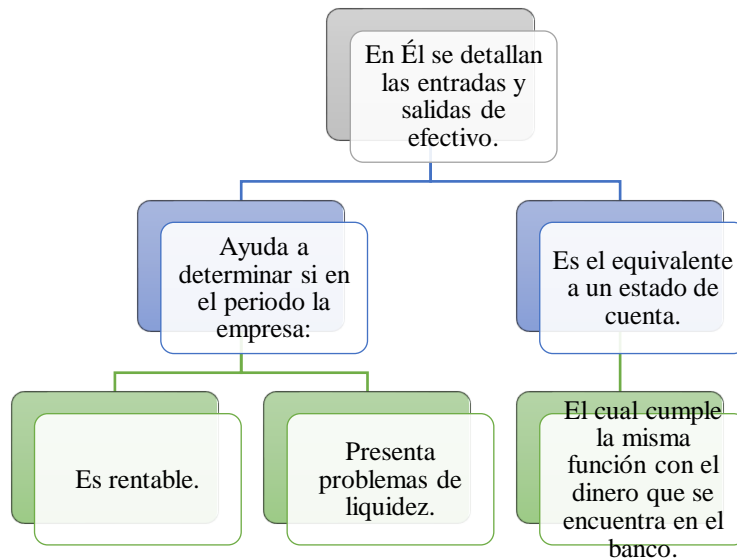 En Él se detallan
las entradas y
salidas de
efectivo.
Ayuda a
determinar si en
el periodo la
empresa:
Es el equivalente
a un estado de
cuenta.
Es rentable.
Presenta
problemas de
liquidez.
El cual cumple
la misma
función con el
dinero que se
encuentra en el
banco.